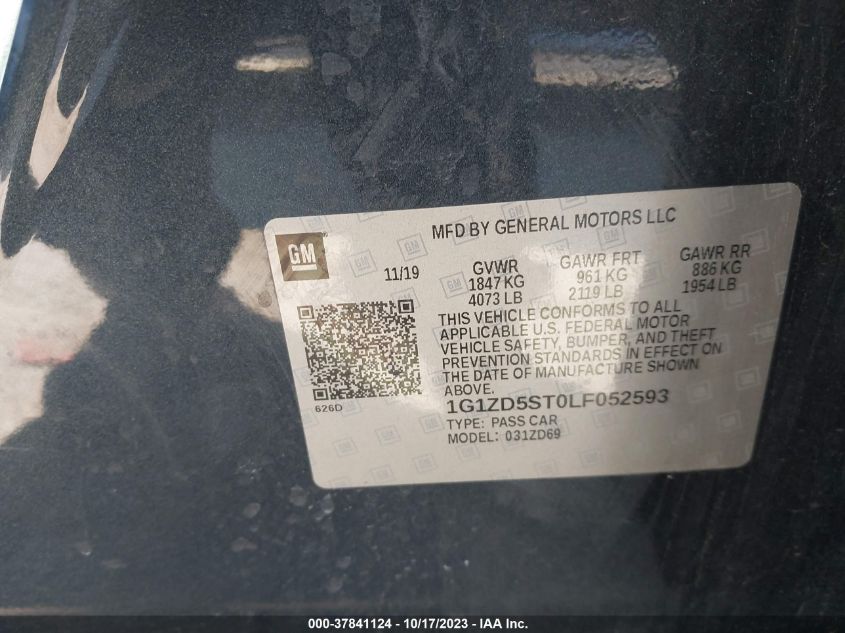 MFD BY GENERAL MOTORS LLC
GM
11/19
GVWR
1847 KG
4073 LB
GAWR FRT
961 KG
2119 LB
GAWR RR
886 KG
1954 LB
THIS VEHICLE CONFORMS TO ALL
APPLICABLE U.S. FEDERAL MOTOR
VEHICLE SAFETY, BUMPER, AND THEFT
PREVENTION STANDARDS IN EFFECT ON
THE DATE OF MANUFACTURE SHOWN
ABOVE.
626D
1G1ZD5ST0LF052593
TYPE: PASS CAR
MODEL: 031ZD69
000-37841124 - 10/17/2023 - IAA Inc.